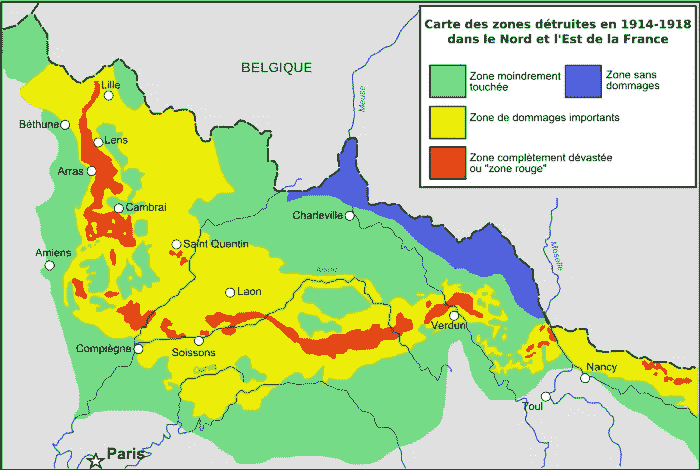 Carte des zones détruites en 1914-1918
dans le Nord et l'Est de la France
Zone moindrement
touchée
Zone sans
dommages
Zone de dommages importants
Zone complètement dévastée
ou "zone rouge"
BELGIQUE
Meuse
Lille
Béthune
Lens
Arras
Cambrai
Charleville
Amiens
Saint Quentin
Moselle
Aisne
Laon
Verdun
Compiègne
Soissons
Nancy
Toul
Paris